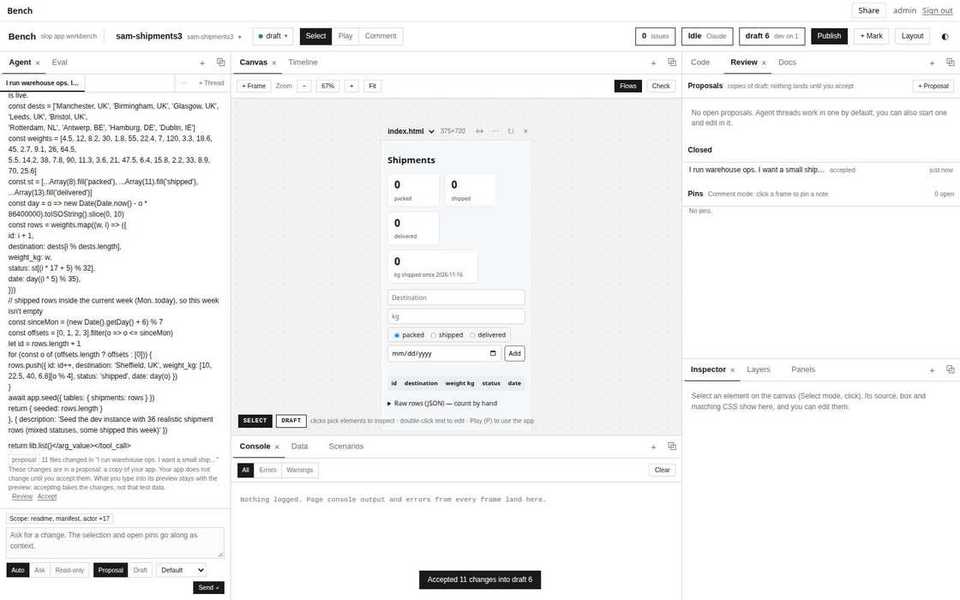 Bench
Share
admin
Sign out
Bench slop app workbench
sam-shipments3 sam-shipments3
draft
Select
Play
Comment
0 issues
Idle Claude
draft 6 dev on 1
Publish
+ Mark
Layout
Agent ×
Eval
I run warehouse ops. I...
+ Thread
is live.
const dests = ['Manchester, UK', 'Birmingham, UK', 'Glasgow, UK',
'Leeds, UK', 'Bristol, UK',
'Rotterdam, NL', 'Antwerp, BE', 'Hamburg, DE', 'Dublin, IE']
const weights = [4.5, 12, 8.2, 30, 1.8, 55, 22.4, 7, 120, 3.3, 18.6,
45, 2.7, 9.1, 26, 64.5,
5.5, 14.2, 38, 7.8, 90, 11.3, 3.6, 21, 47.5, 6.4, 15.8, 2.2, 33, 8.9,
70, 25.6]
const st = [...Array(8).fill('packed'), ...Array(11).fill('shipped'),
...Array(13).fill('delivered')]
const day = o => new Date(Date.now() - o *
86400000).toISOString().slice(0, 10)
const rows = weights.map((w, i) => ({
id: i + 1,
destination: dests[i % dests.length],
weight_kg: w,
status: st[(i * 17 + 5) % 32],
date: day((i * 5) % 35),
}))
// shipped rows inside the current week (Mon..today), so this week
isn't empty
const sinceMon = (new Date().getDay() + 6) % 7
const offsets = [0, 1, 2, 3].filter(o => o <= sinceMon)
let id = rows.length + 1
for (const o of (offsets.length ? offsets : [0])) {
rows.push({ id: id++, destination: 'Sheffield, UK', weight_kg: [10,
22.5, 40, 6.8][o % 4], status: 'shipped', date: day(o) })
}
await app.seed({ tables: { shipments: rows } })
return { seeded: rows.length }
}, { description: 'Seed the dev instance with 36 realistic shipment
rows (mixed statuses, some shipped this week)' })
return lib.list()</arg_value></tool_call>
proposal · 11 files changed in "I run warehouse ops. I want a small ship..."
These changes are in a proposal: a copy of your app. Your app does not
change until you accept them. What you type into its preview stays with the
preview: accepting takes the changes, not that test data.
Review Accept
Scope: readme, manifest, actor +17
Ask for a change. The selection and open pins go along as
context.
Auto
Ask
Read-only
Proposal
Draft
Default
Send
Canvas ×
Timeline
+ Frame
Zoom
−
67%
+
Fit
Flows
Check
index.html
375×720
Shipments
0
packed
0
shipped
0
delivered
0
kg shipped since 2026-11-16
Destination
kg
packed
shipped
delivered
mm/dd/yyyy
Add
id destination weight kg status date
Raw rows (JSON) — count by hand
SELECT
DRAFT
clicks pick elements to inspect · double-click text to edit · Play (P) to use the app
Console ×
Data
Scenarios
All
Errors
Warnings
Clear
Nothing logged. Page console output and errors from every frame land here.
Accepted 11 changes into draft 6
Code
Review ×
Docs
Proposals copies of draft: nothing lands until you accept
+ Proposal
No open proposals. Agent threads work in one by default, you can also start one
and edit in it.
Closed
I run warehouse ops. I want a small ship... accepted
just now
Pins Comment mode: click a frame to pin a note
0 open
No pins.
Inspector ×
Layers
Panels
Select an element on the canvas (Select mode, click). Its source, box and
matching CSS show here, and you can edit them.